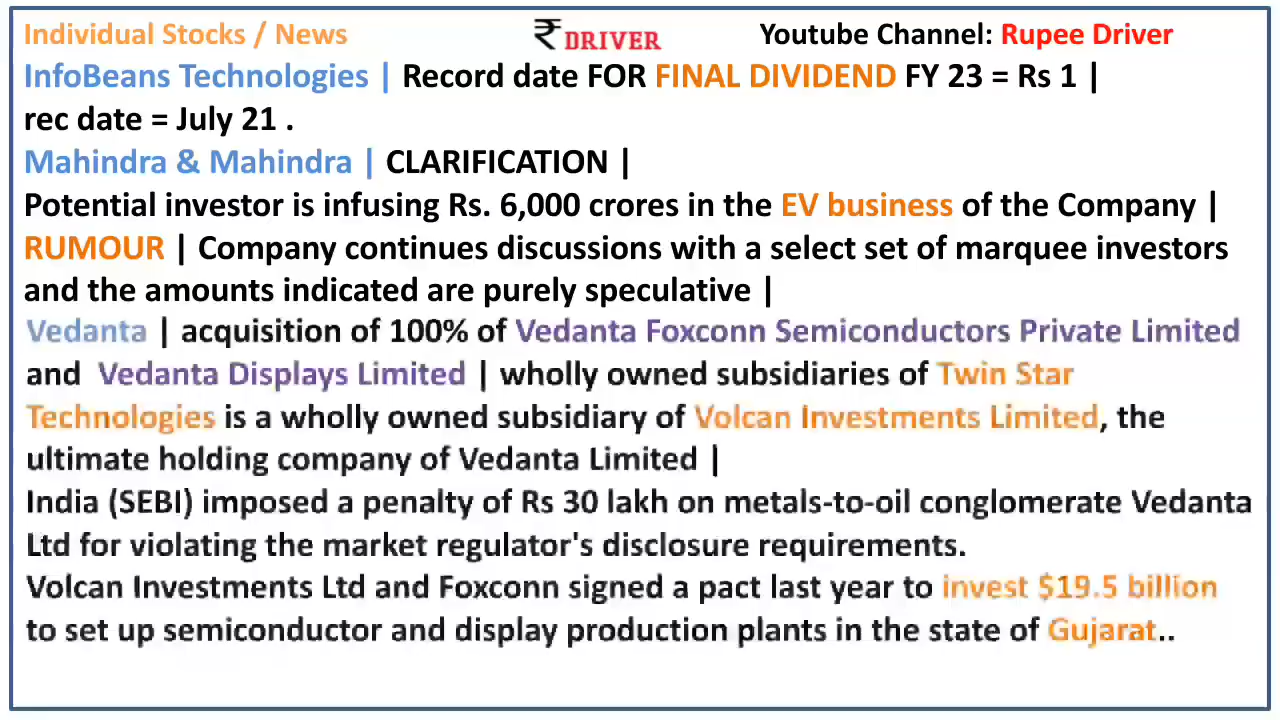 Individual Stocks / News
₹ DRIVER
Youtube Channel: Rupee Driver
InfoBeans Technologies | Record date FOR FINAL DIVIDEND FY 23 = Rs 1 |
rec date = July 21 .
Mahindra & Mahindra | CLARIFICATION |
Potential investor is infusing Rs. 6,000 crores in the EV business of the Company |
RUMOUR | Company continues discussions with a select set of marquee investors
and the amounts indicated are purely speculative |
Vedanta | acquisition of 100% of Vedanta Foxconn Semiconductors Private Limited
and Vedanta Displays Limited | wholly owned subsidiaries of Twin Star
Technologies is a wholly owned subsidiary of Volcan Investments Limited, the
ultimate holding company of Vedanta Limited |
India (SEBI) imposed a penalty of Rs 30 lakh on metals-to-oil conglomerate Vedanta
Ltd for violating the market regulator's disclosure requirements.
Volcan Investments Ltd and Foxconn signed a pact last year to invest $19.5 billion
to set up semiconductor and display production plants in the state of Gujarat..